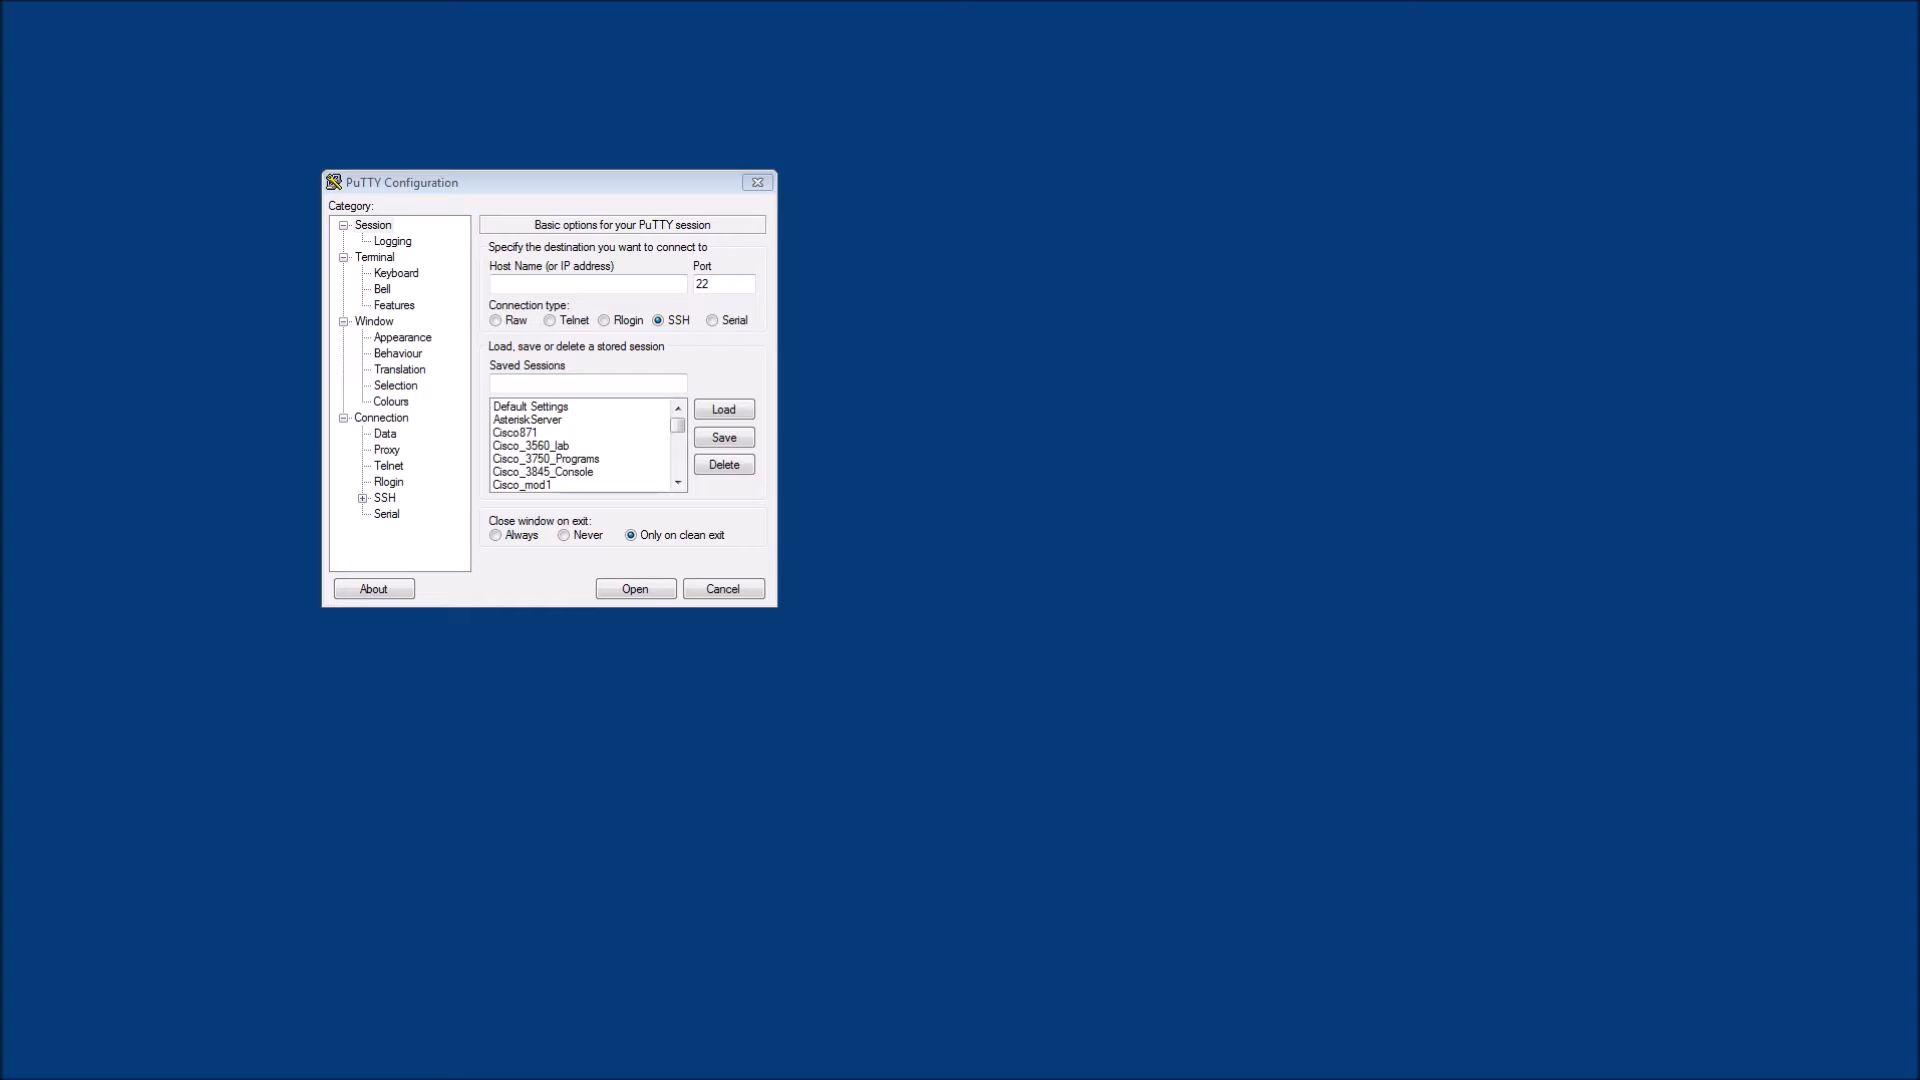 PuTTY Configuration
Category:
Session
Logging
Terminal
Keyboard
Bell
Features
Window
Appearance
Behaviour
Translation
Selection
Colours
Connection
Data
Proxy
Telnet
Rlogin
SSH
Serial
Basic options for your PuTTY session
Specify the destination you want to connect to
Host Name (or IP address) Port
22
Connection type:
Raw Telnet Rlogin SSH Serial
Load, save or delete a stored session
Saved Sessions
Default Settings
AsteriskServer
Cisco871
Cisco_3560_lab
Cisco_3750_Programs
Cisco_3845_Console
Cisco_mod1
Load
Save
Delete
Close window on exit:
Always Never Only on clean exit
About Open Cancel